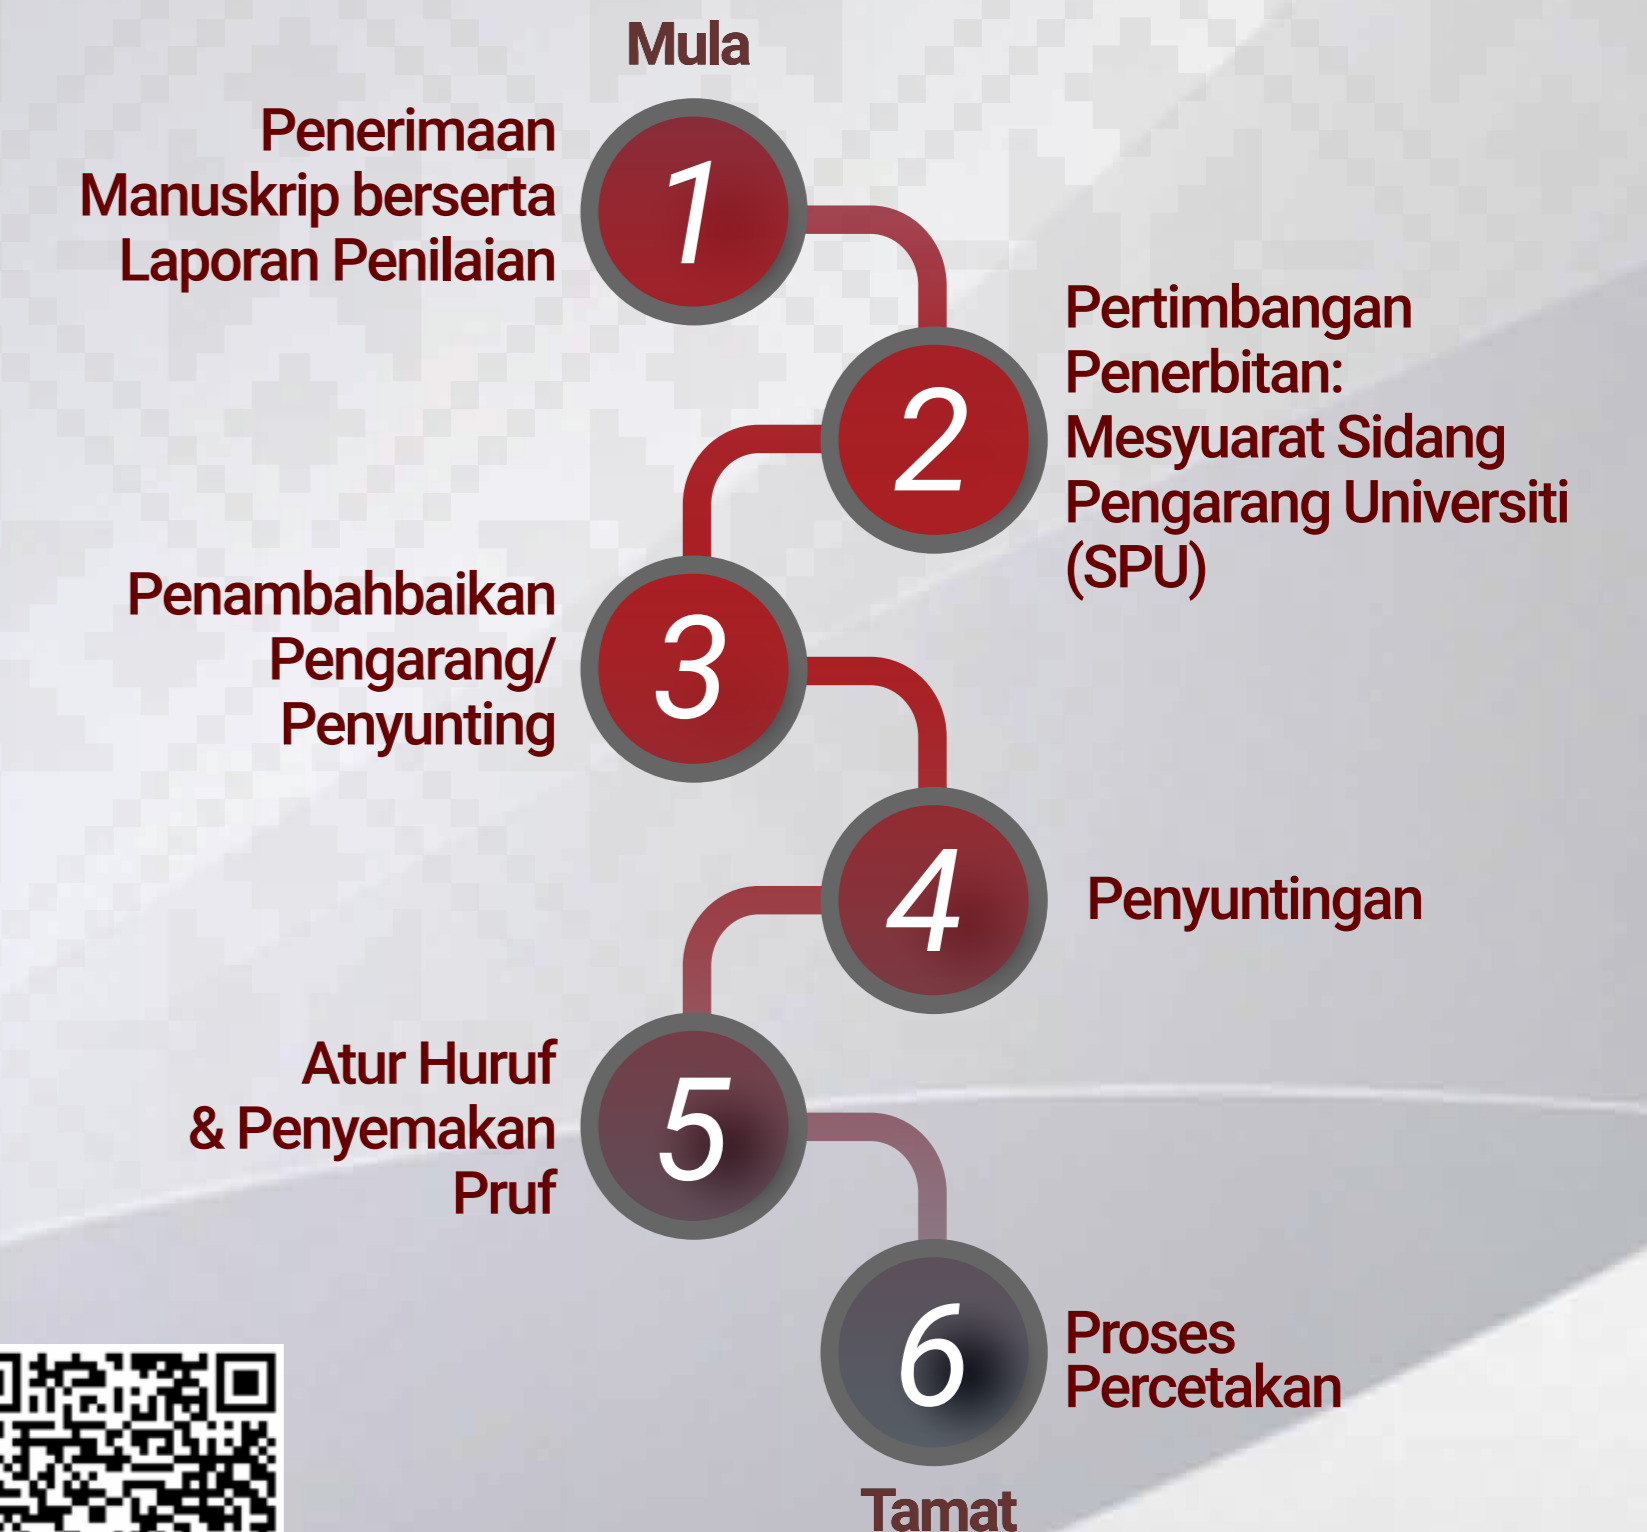 Mula
1
Penerimaan
Manuskrip berserta
Laporan Penilaian
2
Pertimbangan
Penerbitan:
Mesyuarat Sidang
Pengarang Universiti
(SPU)
3
Penambahbaikan
Pengarang/
Penyunting
4
Penyuntingan
5
Atur Huruf
& Penyemakan
Pruf
6
Proses
Percetakan
Tamat